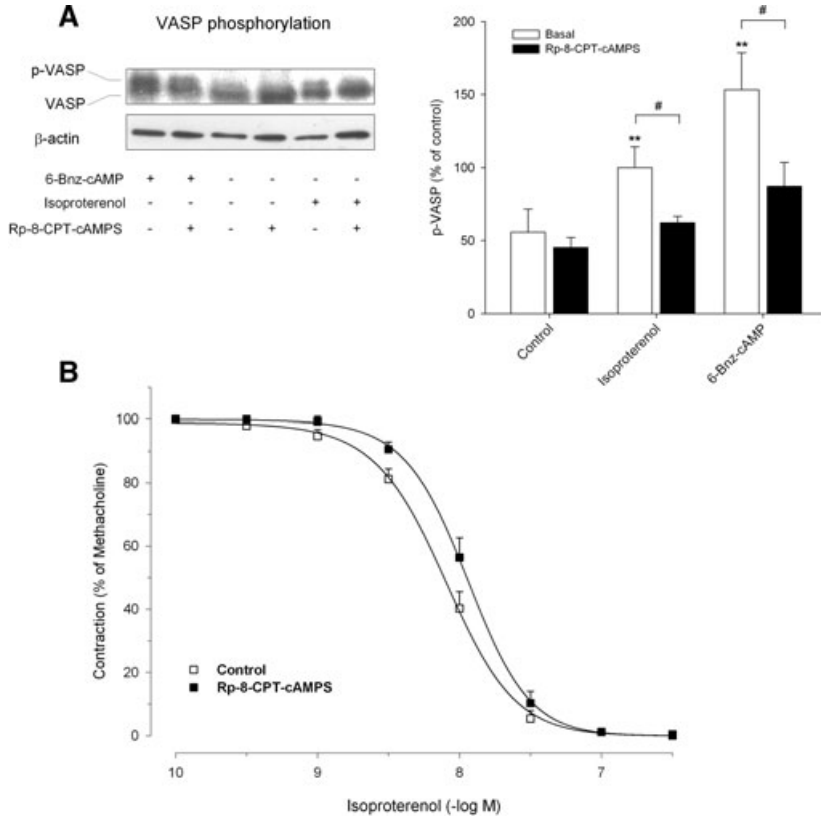 A
VASP phosphorylation
p-VASP
VASP
β-actin
6-Bnz-cAMP + + - - - -
Isoproterenol - - - - + +
Rp-8-CPT-cAMPS - + - + - +
p-VASP (% of control)
200
150
100
50
0
Basal
Rp-8-CPT-cAMPS
**
#
**
#
Control
Isoproterenol
6-Bnz-cAMP
B
Contraction (% of Methacholine)
100
80
60
40
20
0
Control
Rp-8-CPT-cAMPS
10 9 8 7
Isoproterenol (-log M)